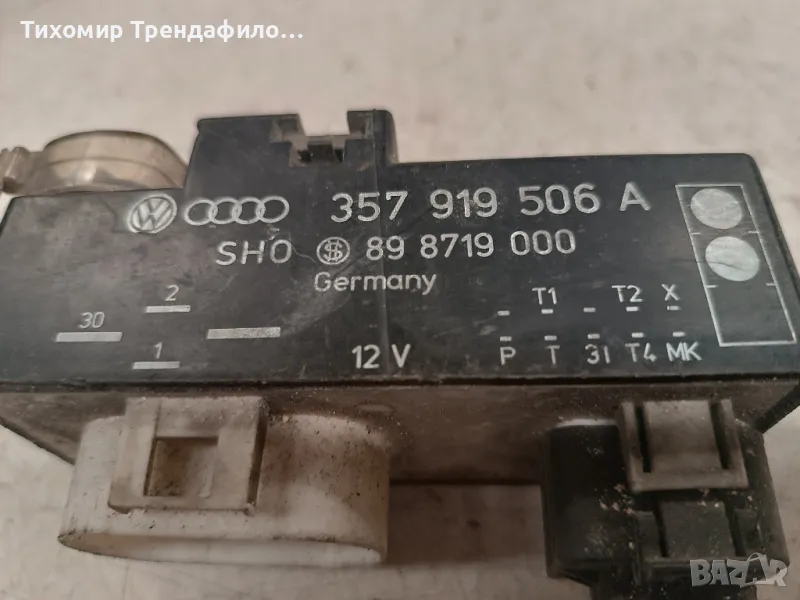 Тихомир Трендафило...
357 919 506 A
SHO 89 8719 000
Germany
2
30
1
12 V
T1 T2 X
P T 31 T4 MK
BAZAR